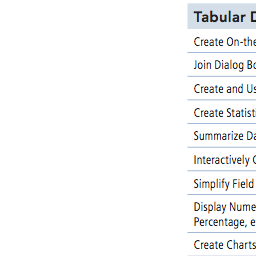 Tabular D
Create On-the
Join Dialog Bo
Create and Us
Create Statisti
Summarize Da
Interactively C
Simplify Field
Display Nume
Percentage, e
Create Charts